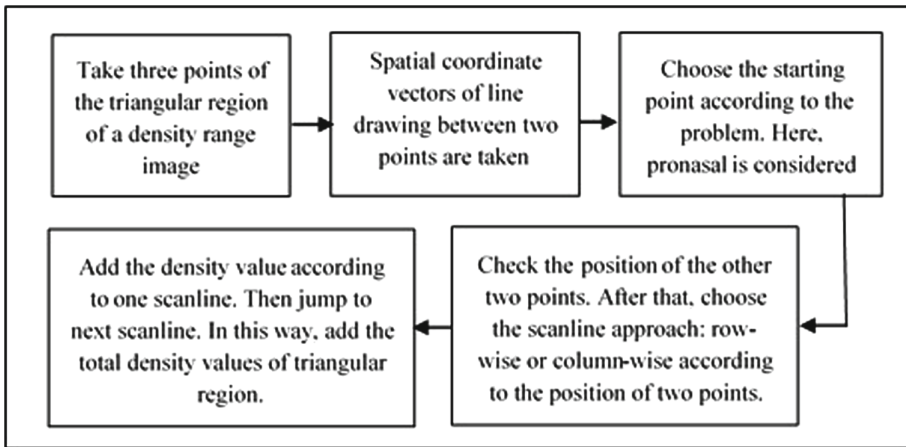 Take three points of
the triangular region
of a density range
image
Spatial coordinate
vectors of line
drawing between two
points are taken
Choose the starting
point according to the
problem. Here,
pronasal is considered
Check the position of the other
two points. After that, choose
the scanline approach: row-
wise or column-wise according
to the position of two points.
Add the density value according
to one scanline. Then jump to
next scanline. In this way, add the
total density values of triangular
region.